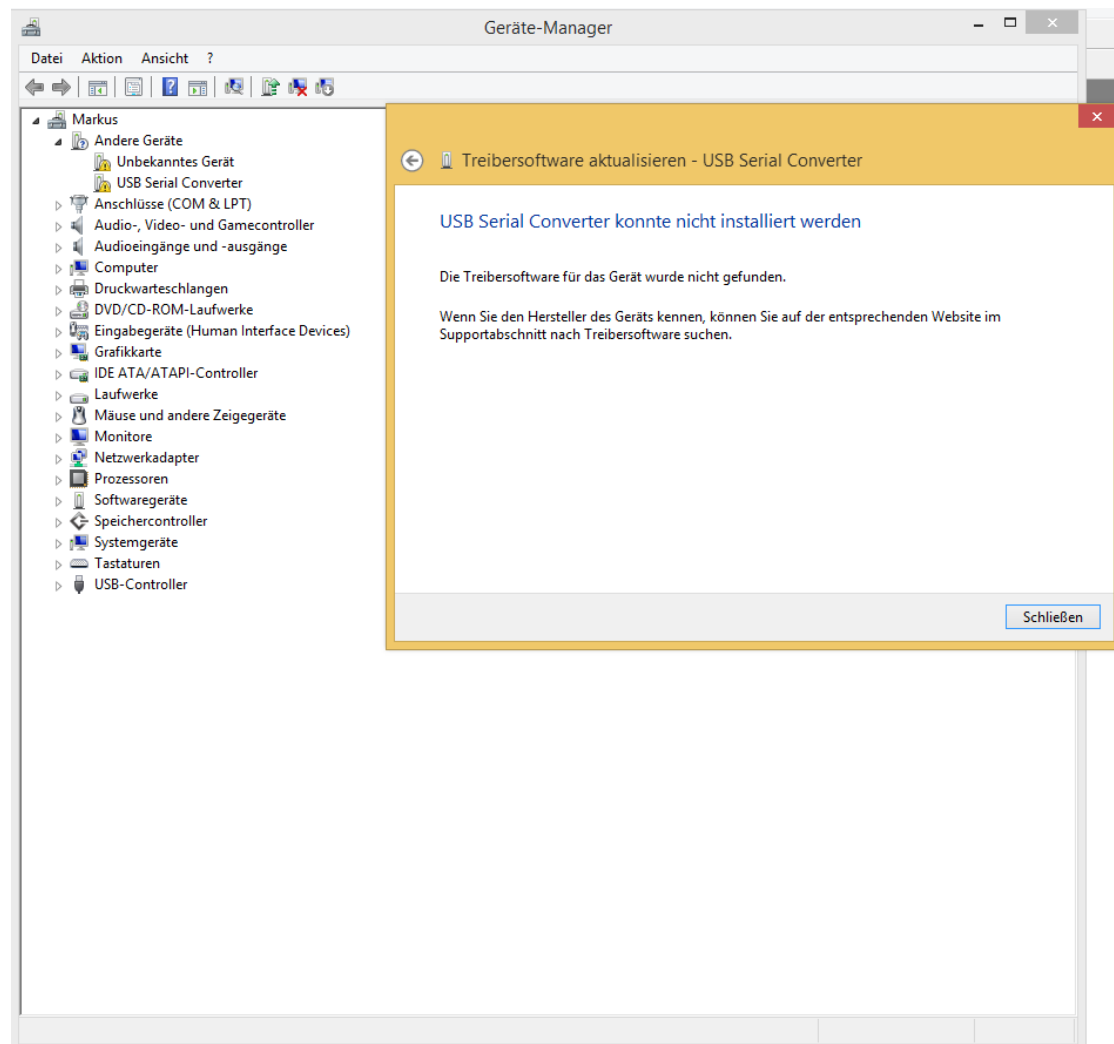 Geräte-Manager
Datei Aktion Ansicht ?
Markus
Andere Geräte
Unbekanntes Gerät
USB Serial Converter
Anschlüsse (COM & LPT)
Audio-, Video- und Gamecontroller
Audioeingänge und -ausgänge
Computer
Druckwarteschlangen
DVD/CD-ROM-Laufwerke
Eingabegeräte (Human Interface Devices)
Grafikkarte
IDE ATA/ATAPI-Controller
Laufwerke
Mäuse und andere Zeigegeräte
Monitore
Netzwerkadapter
Prozessoren
Softwaregeräte
Speichercontroller
Systemgeräte
Tastaturen
USB-Controller
Treibersoftware aktualisieren - USB Serial Converter
USB Serial Converter konnte nicht installiert werden
Die Treibersoftware für das Gerät wurde nicht gefunden.
Wenn Sie den Hersteller des Geräts kennen, können Sie auf der entsprechenden Website im
Supportabschnitt nach Treibersoftware suchen.
Schließen